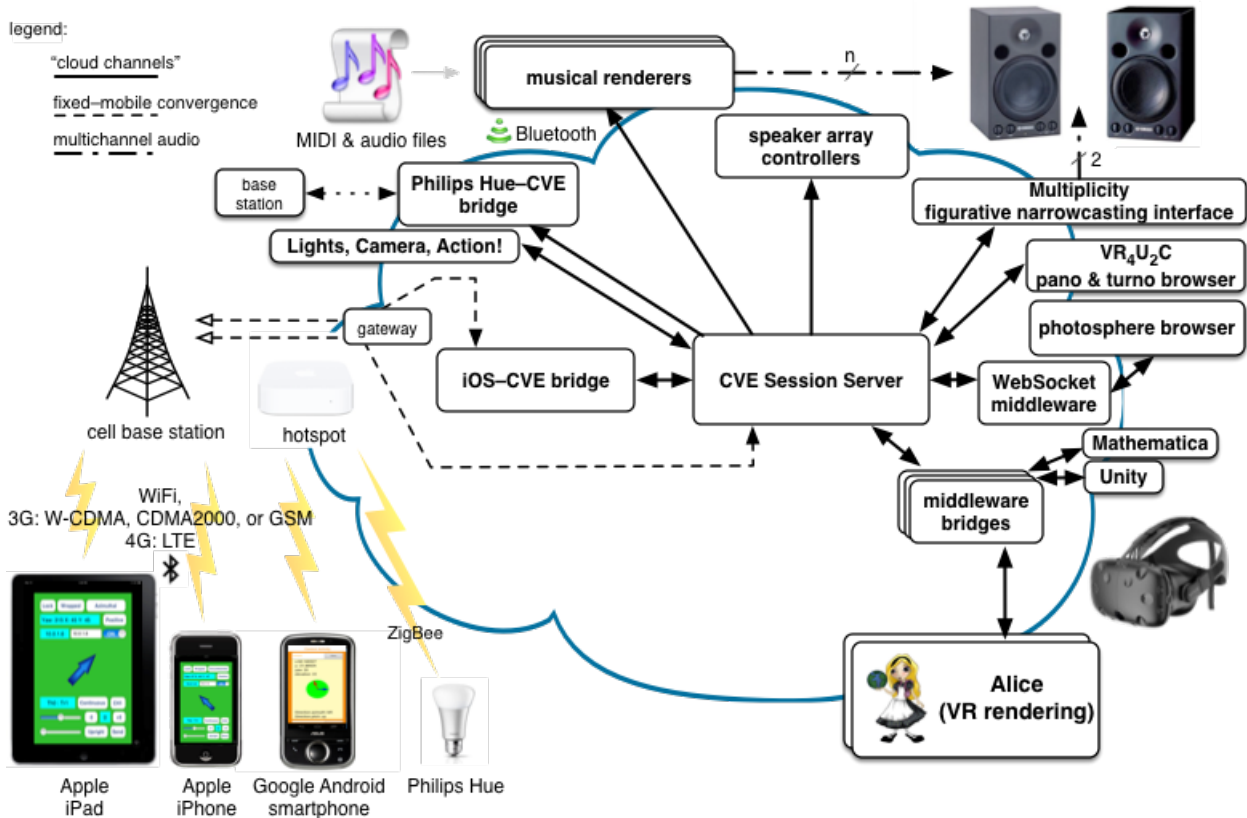 legend:
“cloud channels”
fixed–mobile convergence
multichannel audio
MIDI & audio files
musical renderers
n
Bluetooth
speaker array
controllers
2
base
station
Philips Hue–CVE
bridge
Multiplicity
figurative narrowcasting interface
Lights, Camera, Action!
VR4U2C
pano & turno browser
gateway
photosphere browser
iOS–CVE bridge
CVE Session Server
WebSocket
middleware
cell base station
hotspot
Mathematica
Unity
middleware
bridges
WiFi,
3G: W-CDMA, CDMA2000, or GSM
4G: LTE
ZigBee
Alice
(VR rendering)
Apple
iPad
Apple
iPhone
Google Android
smartphone
Philips Hue